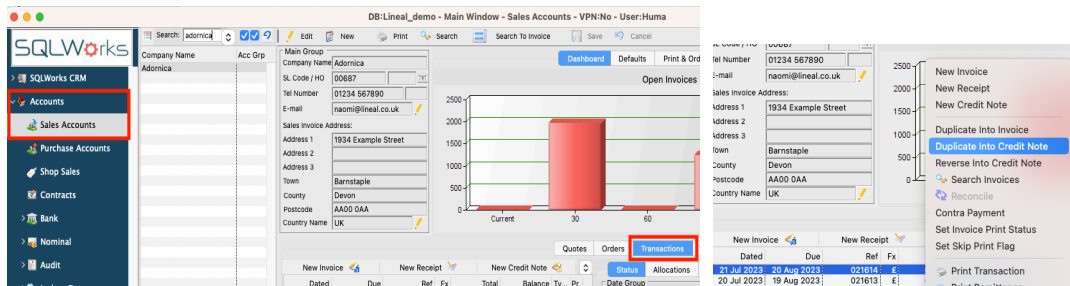 DB:Lineal_demo - Main Window - Sales Accounts - VPN:No - User:Huma
SQLWorks
Search: adornica
Edit New Print Search Search To Invoice Save Cancel
SQLWorks CRM
Accounts
Sales Accounts
Purchase Accounts
Shop Sales
Contracts
Bank
Nominal
Audit
Company Name Acc Grp
Adornica
Main Group
Company Name Adornica
SL Code / HO 00687
Tel Number 01234 567890
E-mail naomi@lineal.co.uk
Sales Invoice Address:
Address 1 1934 Example Street
Address 2
Address 3
Town Barnstaple
County Devon
Postcode AA00 0AA
Country Name UK
Dashboard Defaults Print & Ord
Open Invoices
2500
2000
1500
1000
500
0
Current 30 60
Quotes Orders Transactions
New Invoice New Receipt New Credit Note Status Allocations
Dated Due Ref Fx Total Balance Ty... Pr Date Group
SL Code / HO 00687
Tel Number 01234 567890
E-mail naomi@lineal.co.uk
Sales Invoice Address:
Address 1 1934 Example Street
Address 2
Address 3
Town Barnstaple
County Devon
Postcode AA00 0AA
Country Name UK
2500
2000
1000
500
0
New Invoice New Receipt
Dated Due Ref Fx
21 Jul 2023 20 Aug 2023 021614 £
20 Jul 2023 19 Aug 2023 021613 £
New Invoice
New Receipt
New Credit Note
Duplicate Into Invoice
Duplicate Into Credit Note
Reverse Into Credit Note
Search Invoices
Reconcile
Contra Payment
Set Invoice Print Status
Set Skip Print Flag
Print Transaction
Print Remittance